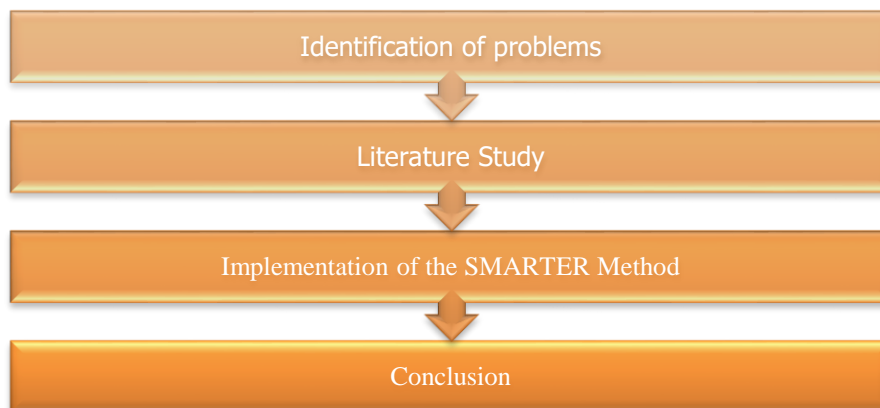 Identification of problems
Literature Study
Implementation of the SMARTER Method
Conclusion